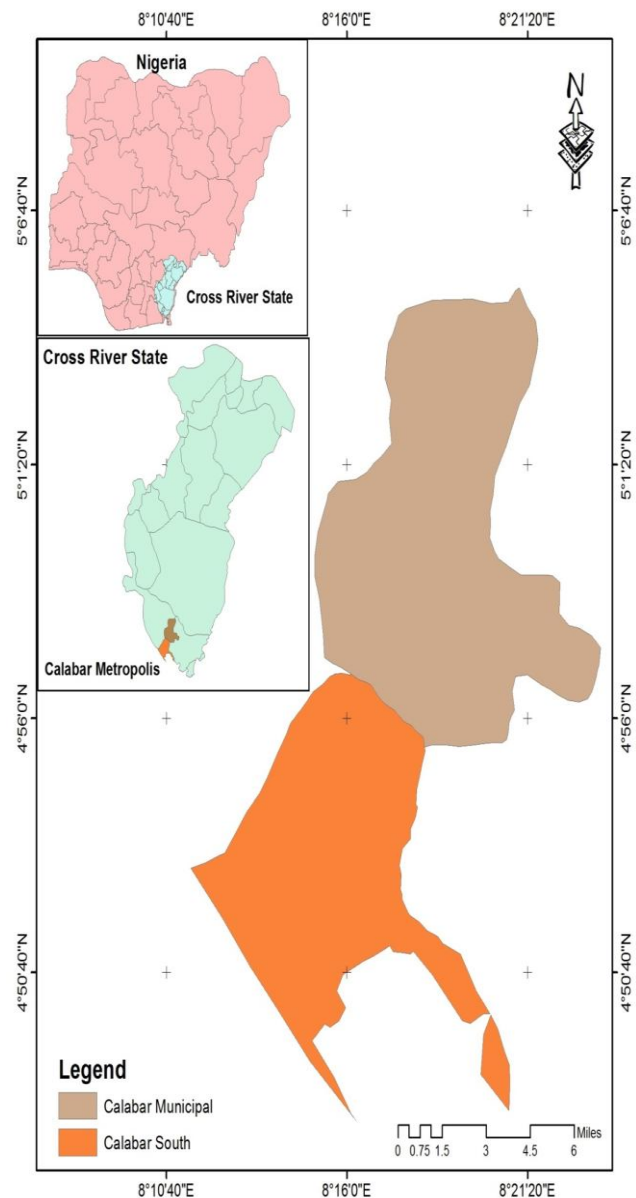 8°10'40"E 8°16'0"E 8°21'20"E
Nigeria
N
5°6'40"N 5°6'40"N
Cross River State
Cross River State
5°1'20"N 5°1'20"N
Calabar Metropolis
4°56'0"N 4°56'0"N
4°50'40"N 4°50'40"N
Legend
Calabar Municipal
Calabar South
Miles
0 0.75 1.5 3 4.5 6
8°10'40"E 8°16'0"E 8°21'20"E